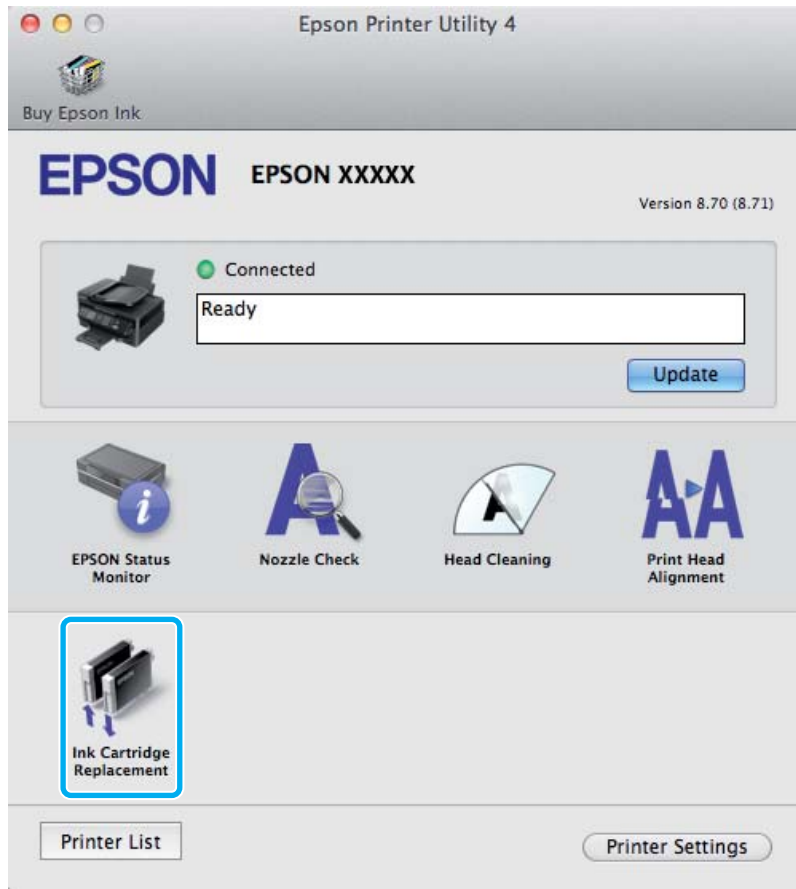 Epson Printer Utility 4
Buy Epson Ink
EPSON
EPSON XXXXX
Version 8.70 (8.71)
Connected
Ready
Update
EPSON Status
Monitor
Nozzle Check
Head Cleaning
Print Head
Alignment
Ink Cartridge
Replacement
Printer List
Printer Settings